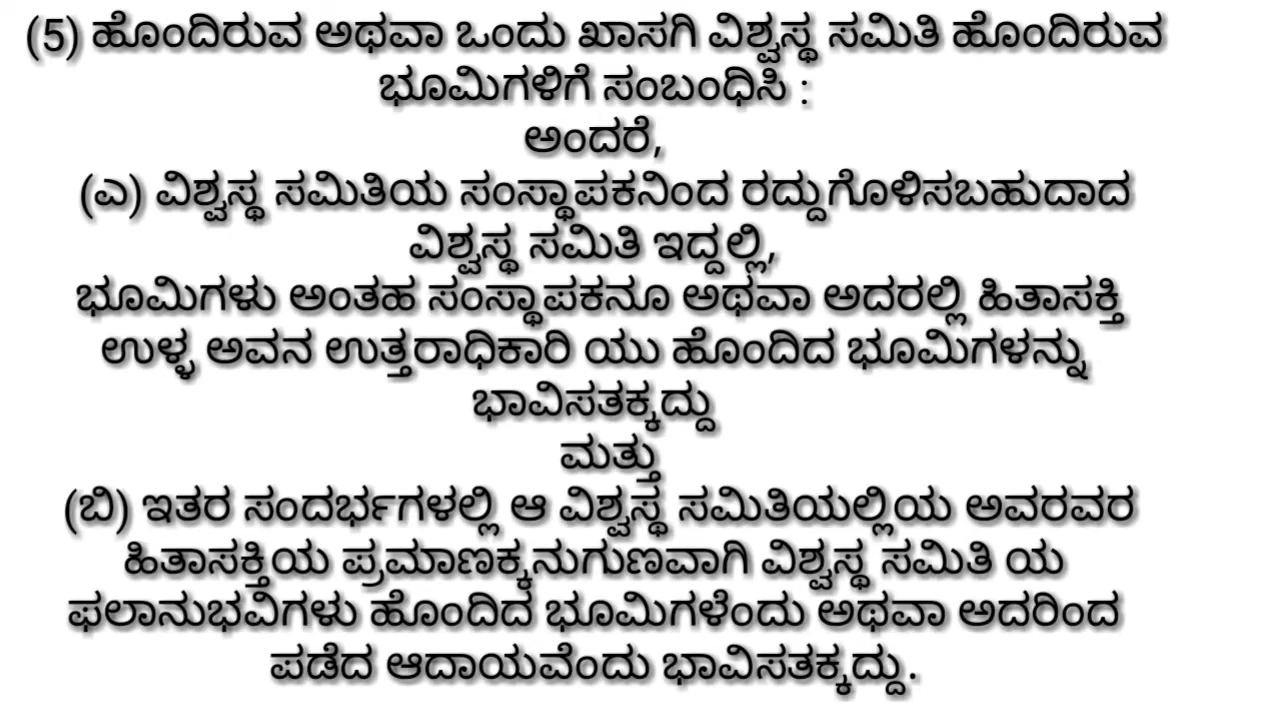 (5) ಹೊಂದಿರುವ ಅಥವಾ ಒಂದು ಖಾಸಗಿ ವಿಶ್ವಸ್ಥ ಸಮಿತಿ ಹೊಂದಿರುವ
ಭೂಮಿಗಳಿಗೆ ಸಂಬಂಧಿಸಿ :
ಅಂದರೆ,
(ಎ) ವಿಶ್ವಸ್ಥ ಸಮಿತಿಯ ಸಂಸ್ಥಾಪಕನಿಂದ ರದ್ದುಗೊಳಿಸಬಹುದಾದ
ವಿಶ್ವಸ್ಥ ಸಮಿತಿ ಇದ್ದಲ್ಲಿ,
ಭೂಮಿಗಳು ಅಂತಹ ಸಂಸ್ಥಾಪಕನೂ ಅಥವಾ ಅದರಲ್ಲಿ ಹಿತಾಸಕ್ತಿ
ಉಳ್ಳ ಅವನ ಉತ್ತರಾಧಿಕಾರಿ ಯು ಹೊಂದಿದ ಭೂಮಿಗಳನ್ನು
ಭಾವಿಸತಕ್ಕದ್ದು
ಮತ್ತು
(ಬಿ) ಇತರ ಸಂದರ್ಭಗಳಲ್ಲಿ ಆ ವಿಶ್ವಸ್ಥ ಸಮಿತಿಯಲ್ಲಿಯ ಅವರವರ
ಹಿತಾಸಕ್ತಿಯ ಪ್ರಮಾಣಕ್ಕನುಗುಣವಾಗಿ ವಿಶ್ವಸ್ಥ ಸಮಿತಿ ಯ
ಫಲಾನುಭವಿಗಳು ಹೊಂದಿದ ಭೂಮಿಗಳೆಂದು ಅಥವಾ ಅದರಿಂದ
ಪಡೆದ ಆದಾಯವೆಂದು ಭಾವಿಸತಕ್ಕದ್ದು.